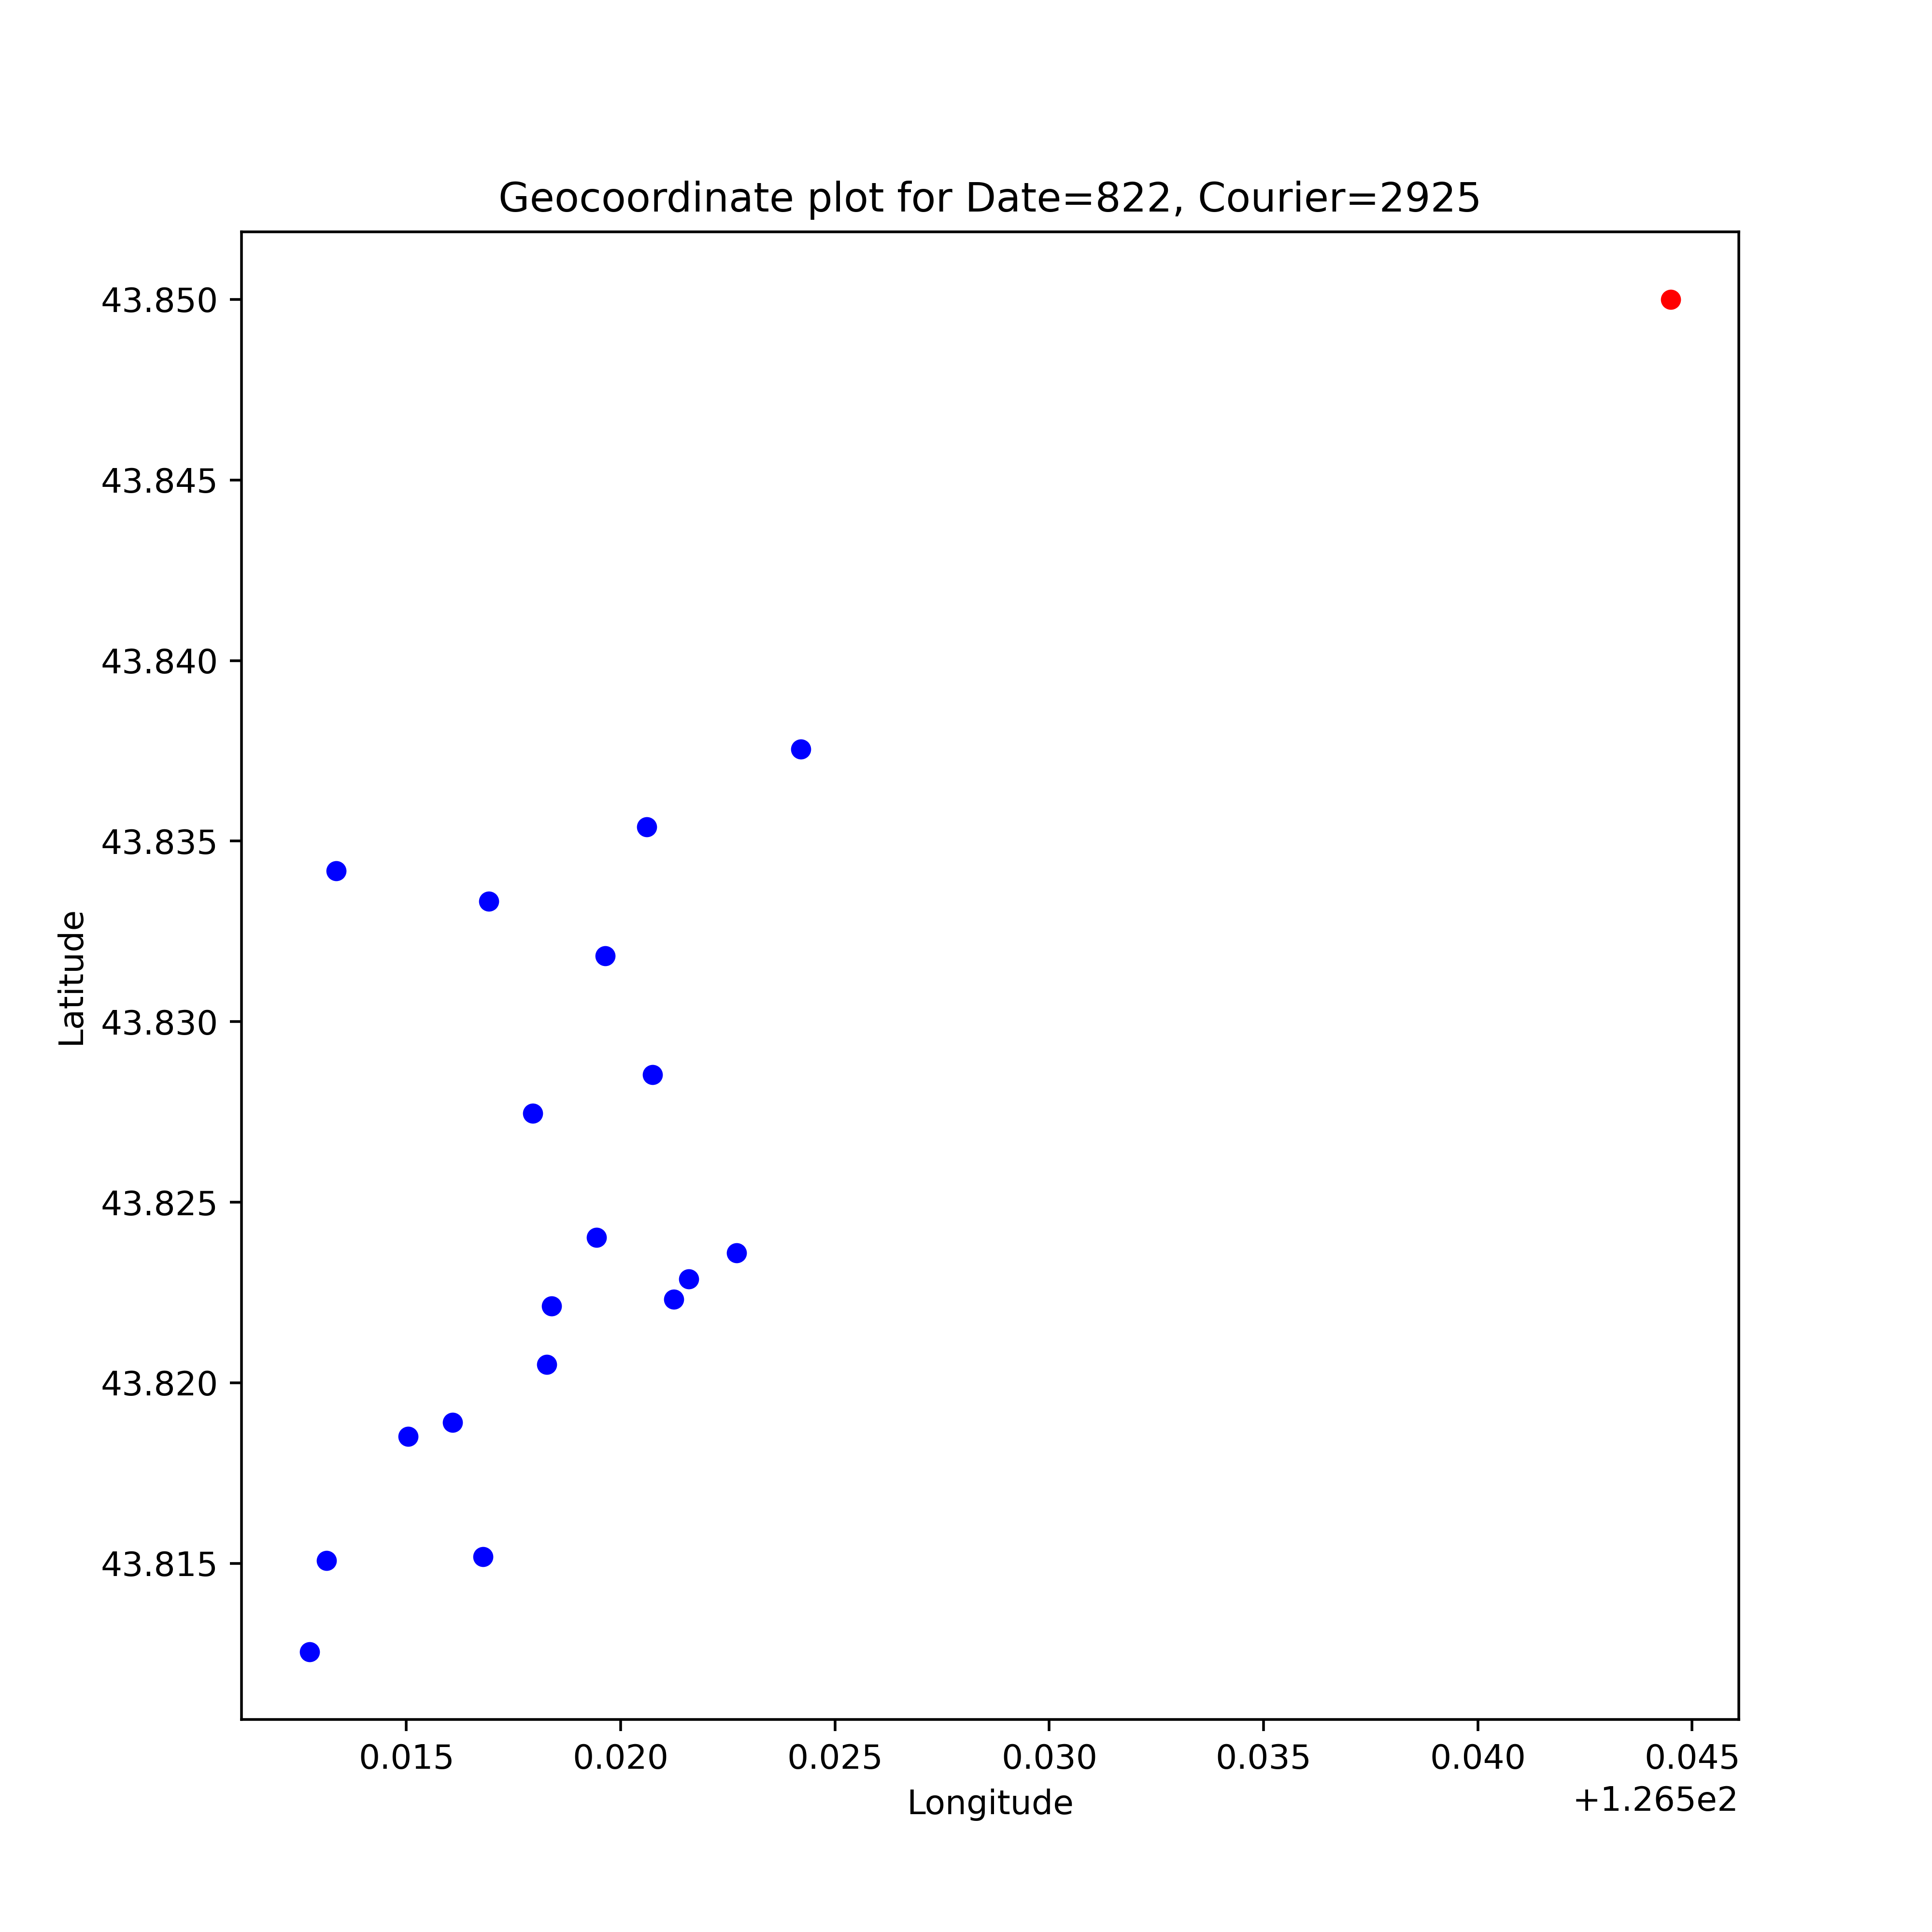 Geocoordinate plot for Date=822, Courier=2925
43.850
43.845
43.840
43.835
43.830
43.825
43.820
43.815
Latitude
0.015 0.020 0.025 0.030 0.035 0.040 0.045
+1.265e2
Longitude